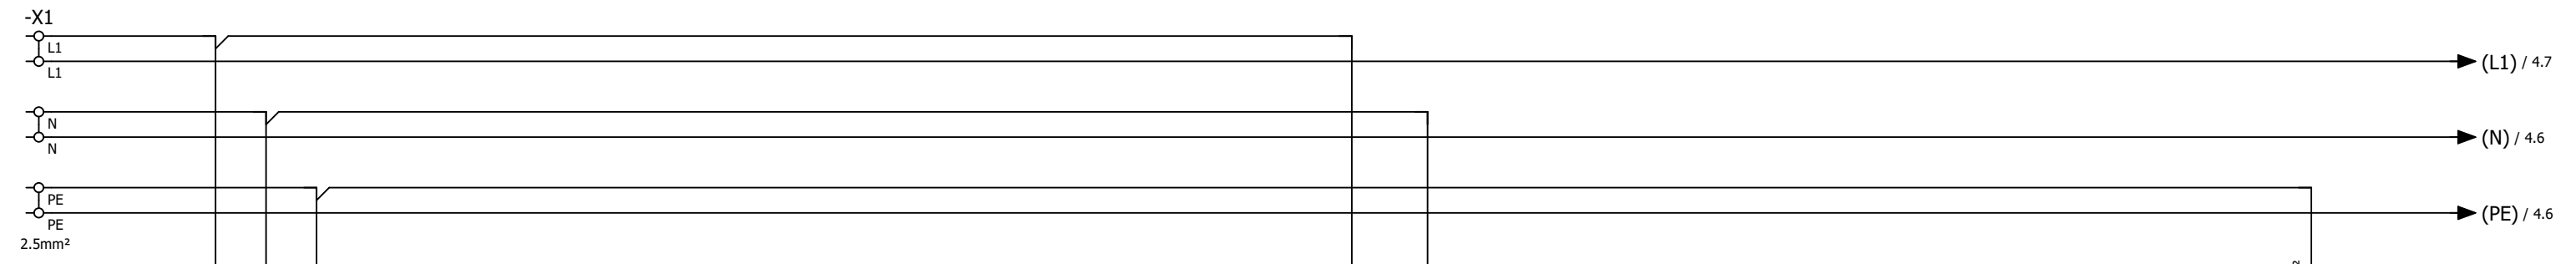 -X1
L1
L1
(L1) / 4.7
N
N
(N) / 4.6
PE
PE
(PE) / 4.6
2.5mm²